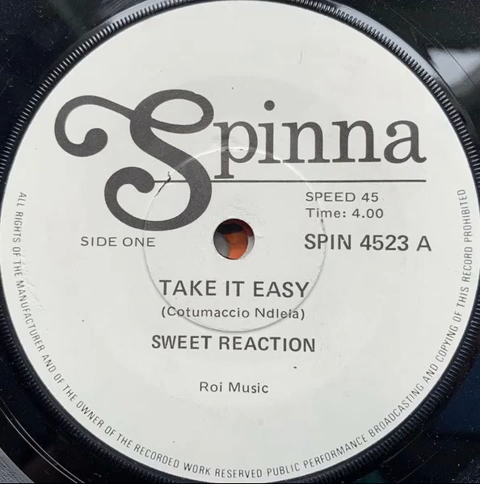 Spinna
SPEED 45
Time: 4.00
SIDE ONE
SPIN 4523 A
TAKE IT EASY
(Cotumaccio Ndlela)
SWEET REACTION
Roi Music
ALL RIGHTS OF THE MANUFACTURER AND OF THE OWNER OF THE RECORDED WORK RESERVED PUBLIC PERFORMANCE BROADCASTING AND COPYING OF THIS RECORD PROHIBITED